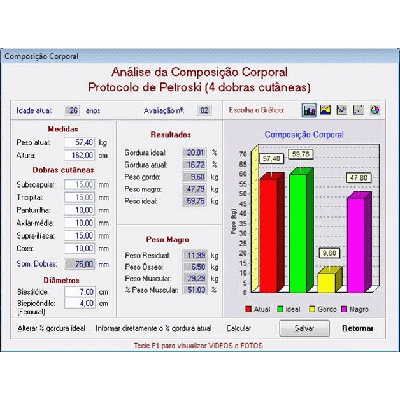 Composição Corporal
Análise da Composição Corporal
Protocolo de Petroski (4 dobras cutâneas)
Idade atual: 26 anos Avaliação nº: 02 Escolha o Gráfico:
Medidas
Peso atual: 57,40 kg
Altura: 162,00 cm
Dobras cutâneas
Subescapular: 15,00 mm
Tricipital: 15,00 mm
Panturrilha: 10,00 mm
Axilar-média: 10,00 mm
Supra-ilíaca: 15,00 mm
Coxa: 10,00 mm
Som. Dobras: 75,00 mm
Diâmetros
Biestilóide: 7,00 cm
Biepicôndilo: 4,00 cm
(Femural)
Resultados
Gordura ideal: 20,01 %
Gordura atual: 16,72 %
Peso gordo: 9,60 kg
Peso magro: 47,79 kg
Peso ideal: 59,75 kg
Peso Magro
Peso Residual: 11,99 kg
Peso Ósseo: 6,50 kg
Peso Muscular: 29,29 kg
% Peso Muscular: 51,03 %
Composição Corporal
Peso (kg)
70
65
60
55
50
45
40
35
30
25
20
15
10
5
0
57,40
59,75
9,60
47,80
Atual Ideal Gordo Magro
Alterar % gordura ideal Informar diretamente o % gordura atual Calcular Salvar Retornar
Tecle F1 para visualizar VÍDEOS e FOTOS